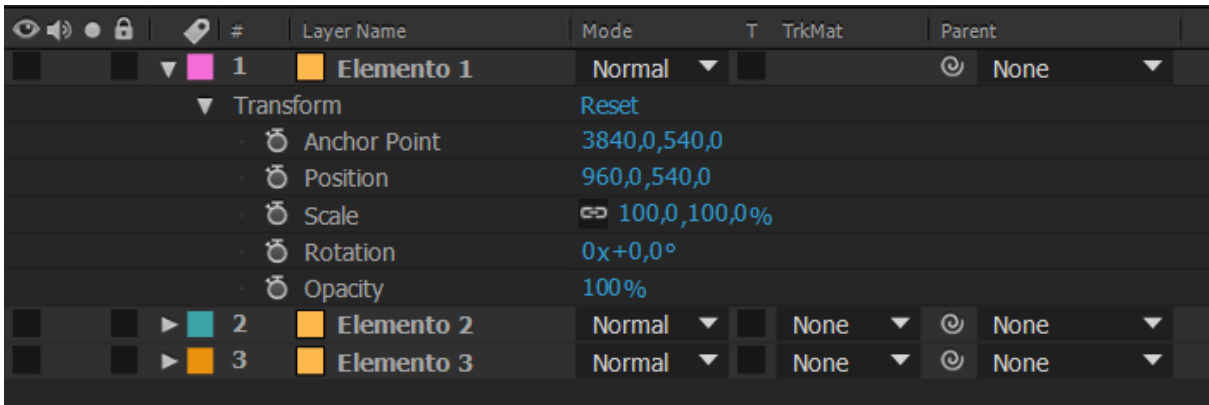 # Layer Name Mode T TrkMat Parent
1 Elemento 1 Normal None
Transform Reset
Anchor Point 3840,0,540,0
Position 960,0,540,0
Scale 100,0,100,0%
Rotation 0x+0,0°
Opacity 100%
2 Elemento 2 Normal None None
3 Elemento 3 Normal None None